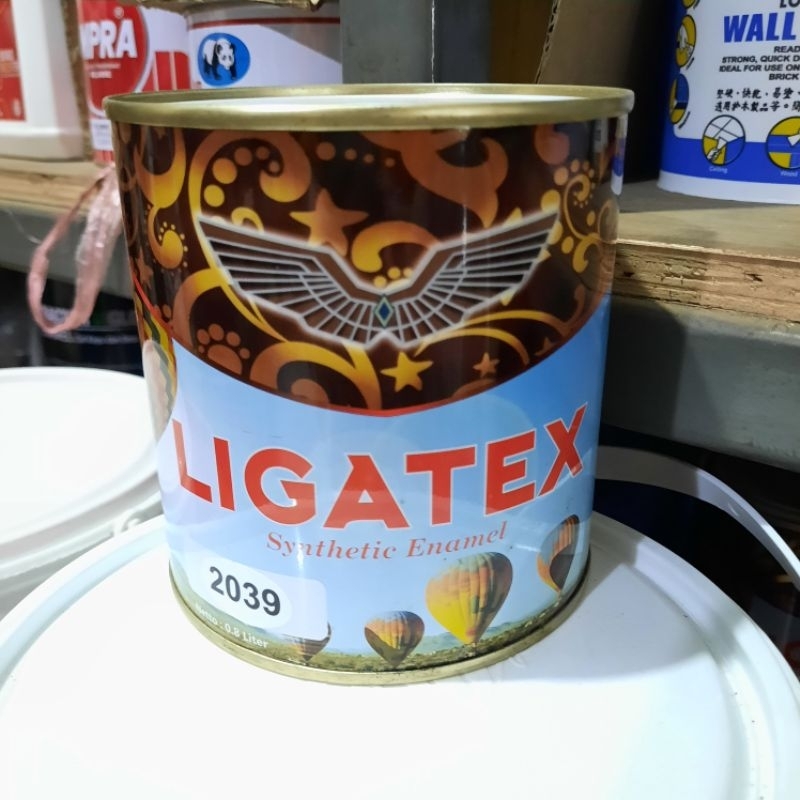 LIGATEX
Synthetic Enamel
2039
Netto : 0.8 Liter
MPRA
WALL
READ
STRONG, QUICK D
IDEAL FOR USE ON
BRICK
Ceiling
Wood